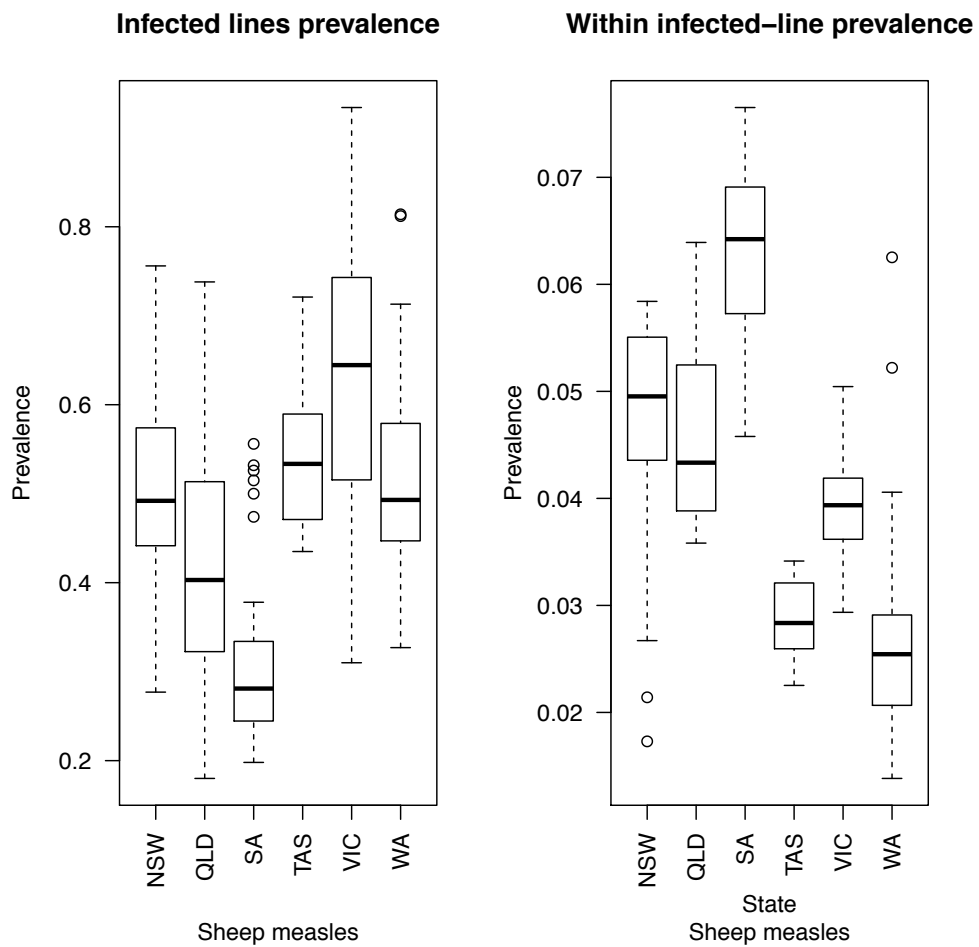 Infected lines prevalence
Prevalence
0.8
0.6
0.4
0.2
NSW
QLD
SA
TAS
VIC
WA
Sheep measles
Within infected–line prevalence
Prevalence
0.07
0.06
0.05
0.04
0.03
0.02
NSW
QLD
SA
TAS
VIC
WA
State
Sheep measles